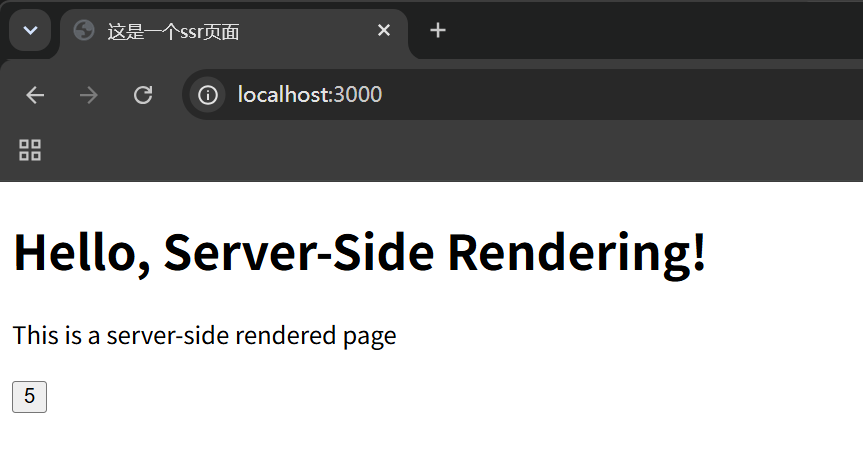 这是一个ssr页面
localhost:3000
Hello, Server-Side Rendering!
This is a server-side rendered page
5